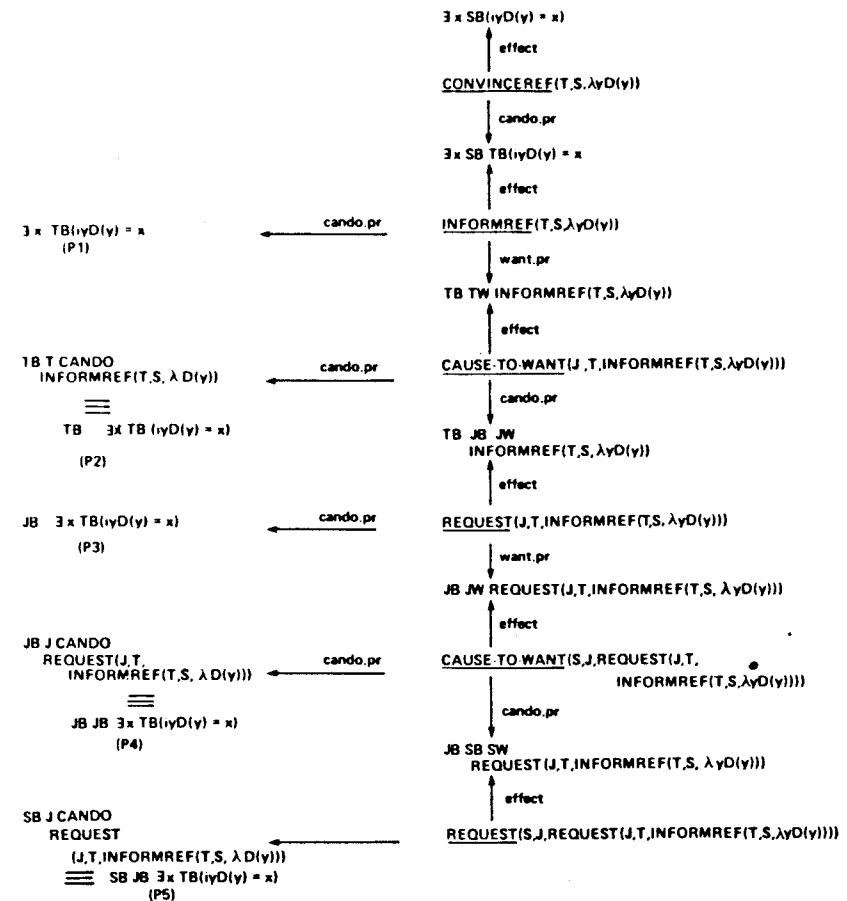 ∃ x SB(ιyD(y) = x)
effect
CONVINCEREF(T,S,λyD(y))
cando.pr
∃x SB TB(ιyD(y) = x
effect
∃ x TB(ιyD(y) = x
(P1)
cando.pr
INFORMREF(T,S,λyD(y))
want.pr
TB TW INFORMREF(T,S,λyD(y))
effect
TB T CANDO
INFORMREF(T,S, λ D(y))
≡
TB ∃x TB (ιyD(y) = x)
(P2)
cando.pr
CAUSE-TO-WANT(J ,T,INFORMREF(T,S,λyD(y)))
cando.pr
TB JB JW
INFORMREF(T,S,λyD(y))
effect
JB ∃ x TB(ιyD(y) = x)
(P3)
cando.pr
REQUEST(J,T,INFORMREF(T,S, λyD(y)))
want.pr
JB JW REQUEST(J,T,INFORMREF(T,S, λyD(y)))
effect
JB J CANDO
REQUEST(J,T,
INFORMREF(T,S, λ D(y)))
≡
JB JB ∃ x TB(ιyD(y) = x)
(P4)
cando.pr
CAUSE-TO-WANT(S,J,REQUEST(J,T,
INFORMREF(T,S,λyD(y))))
cando.pr
JB SB SW
REQUEST(J,T,INFORMREF(T,S, λyD(y)))
effect
SB J CANDO
REQUEST
(J,T,INFORMREF(T,S, λ D(y)))
≡ SB JB ∃x TB(ιyD(y) = x)
(P5)
REQUEST(S,J,REQUEST(J,T,INFORMREF(T,S,λyD(y))))